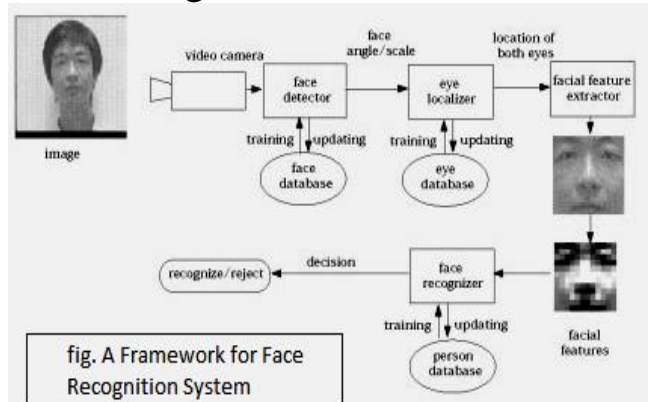 image
video camera
face
detector
face
angle/scale
eye
localizer
location of
both eyes
facial feature
extractor
training
updating
face
database
training
updating
eye
database
recognize/reject
decision
face
recognizer
training
updating
person
database
facial
features
fig. A Framework for Face
Recognition System